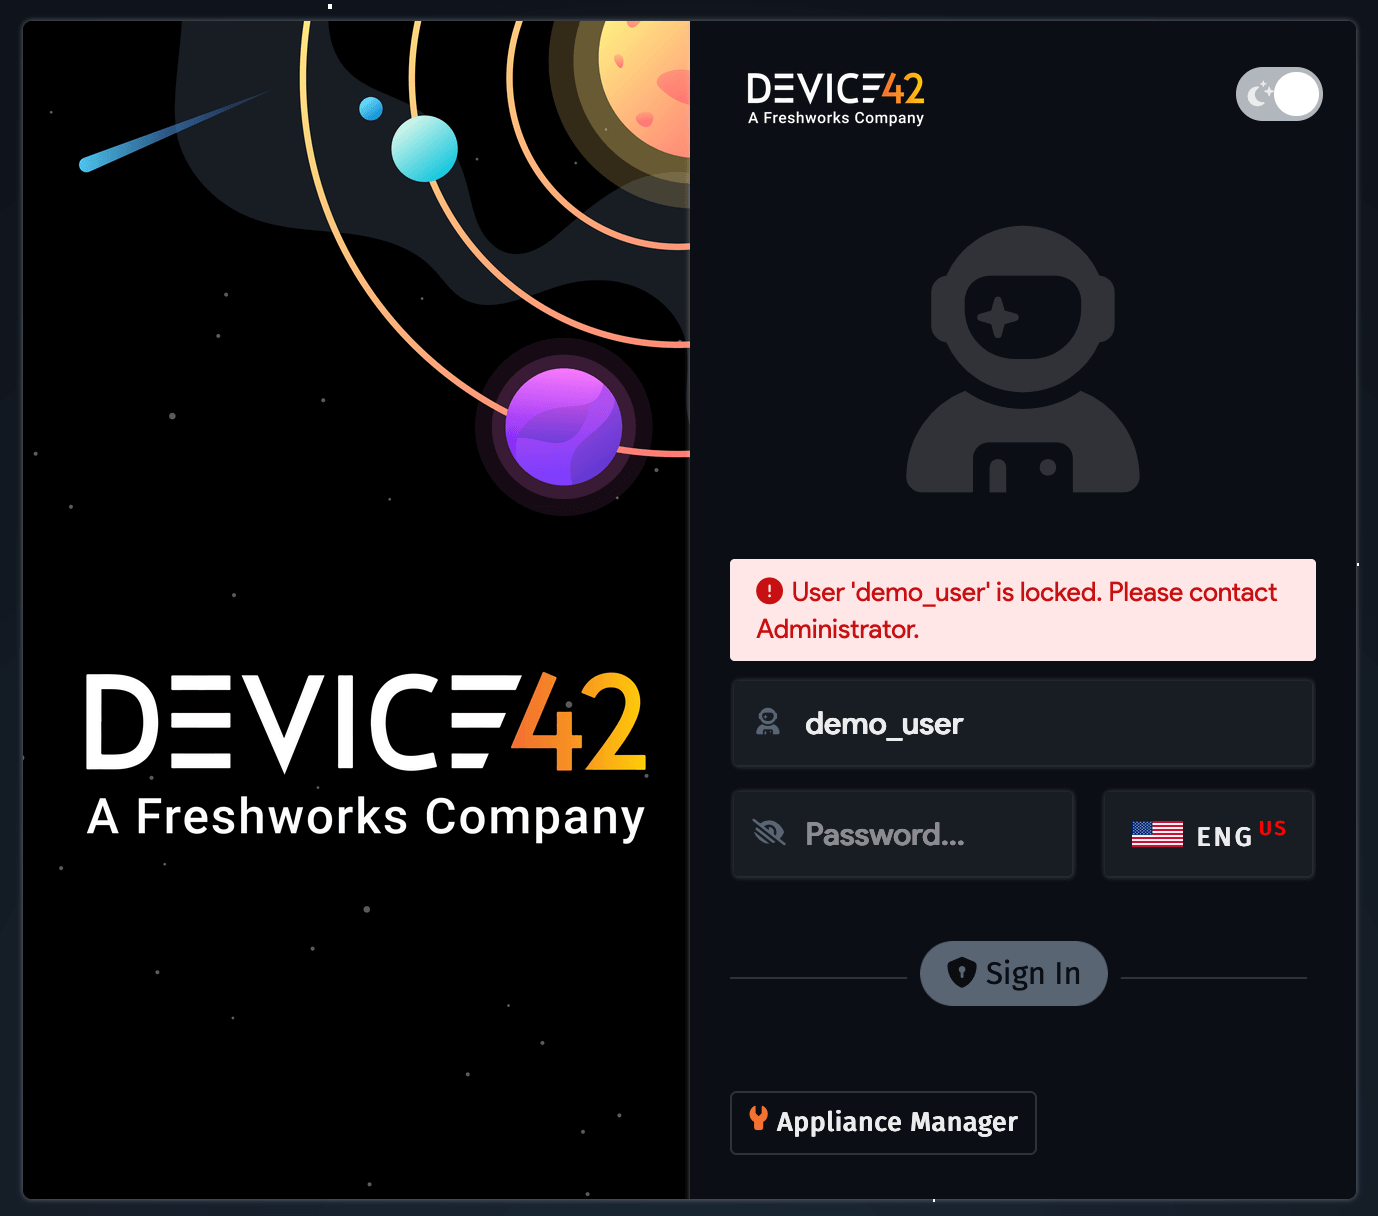 DEVICE42
A Freshworks Company
DEVICE42
A Freshworks Company
User 'demo_user' is locked. Please contact
Administrator.
demo_user
Password...
ENG US
Sign In
Appliance Manager